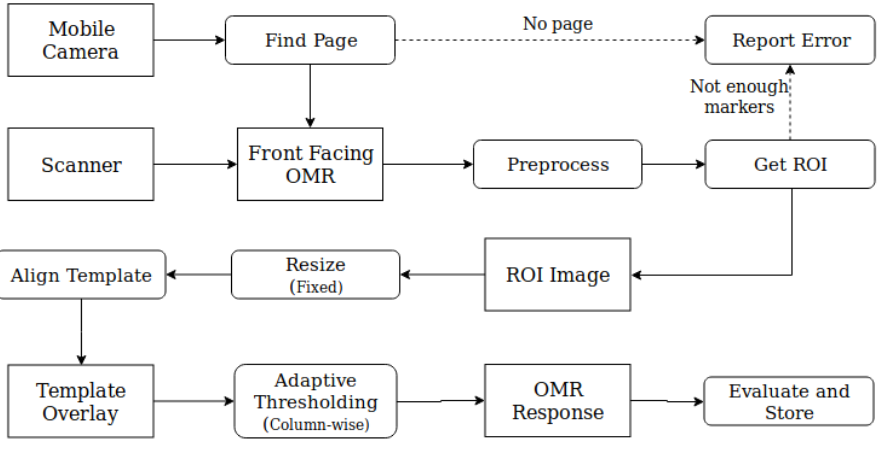 Mobile
Camera
Find Page
No page
Report Error
Not enough
markers
Scanner
Front Facing
OMR
Preprocess
Get ROI
Align Template
Resize
(Fixed)
ROI Image
Template
Overlay
Adaptive
Thresholding
(Column-wise)
OMR
Response
Evaluate and
Store